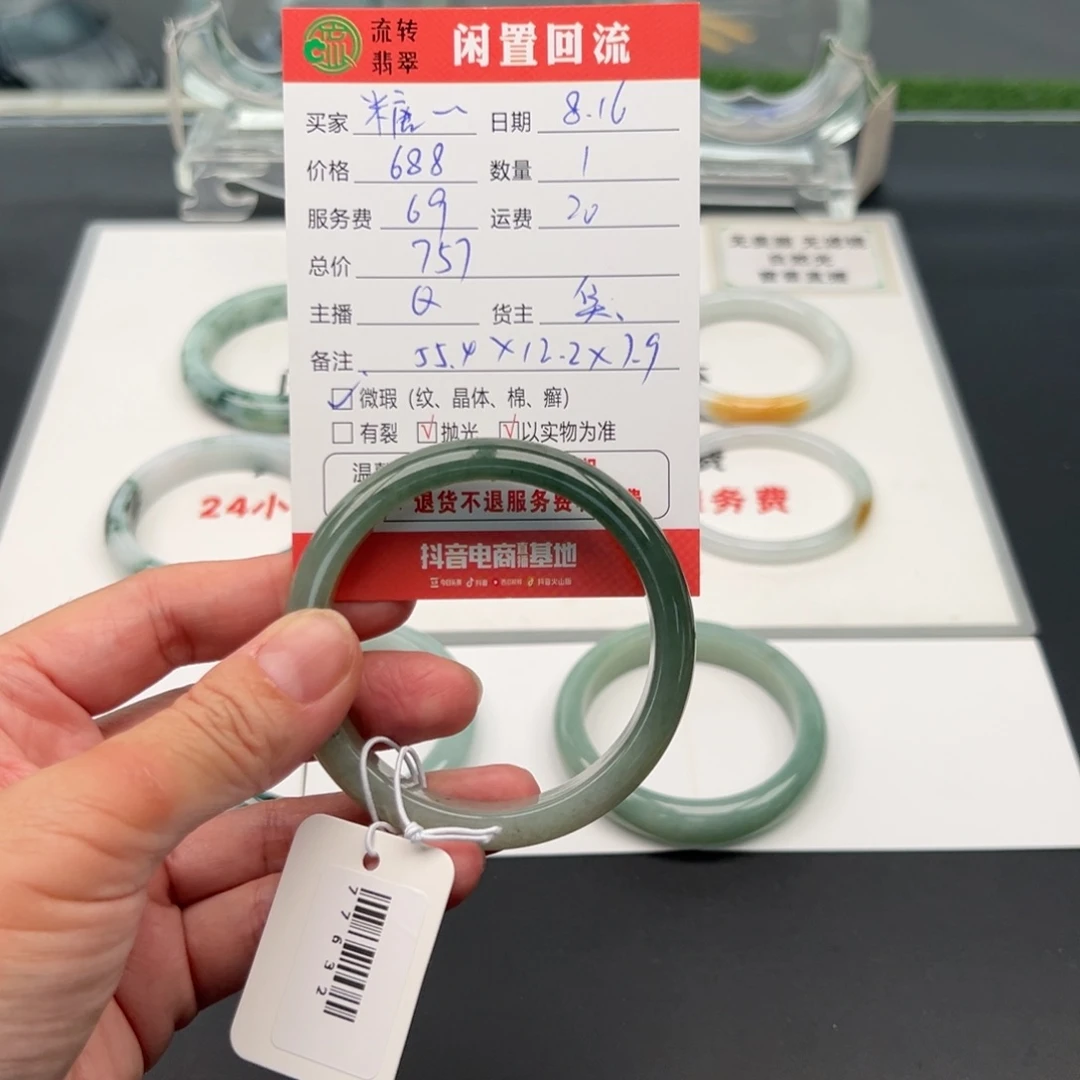 流转翡翠 闲置回流
买家 糖一 日期 8.16
价格 688 数量 1
服务费 69 运费 20
总价 757
主播 Q 货主
备注 55.4×12.2×7.9
微瑕（纹、晶体、棉、癣）
有裂 抛光 以实物为准
退货不退服务费
抖音电商 基地
24小
务费
77632